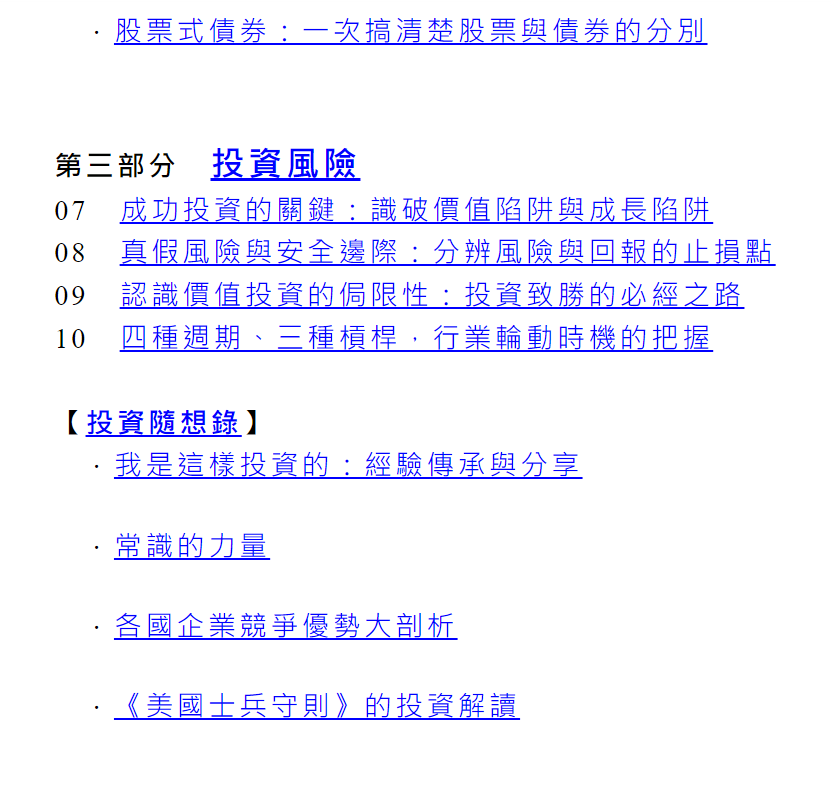 · 股票式債券：一次搞清楚股票與債券的分別
第三部分 投資風險
07 成功投資的關鍵：識破價值陷阱與成長陷阱
08 真假風險與安全邊際：分辨風險與回報的止損點
09 認識價值投資的侷限性：投資致勝的必經之路
10 四種週期、三種槓桿，行業輪動時機的把握
【投資隨想錄】
· 我是這樣投資的：經驗傳承與分享
· 常識的力量
· 各國企業競爭優勢大剖析
· 《美國士兵守則》的投資解讀